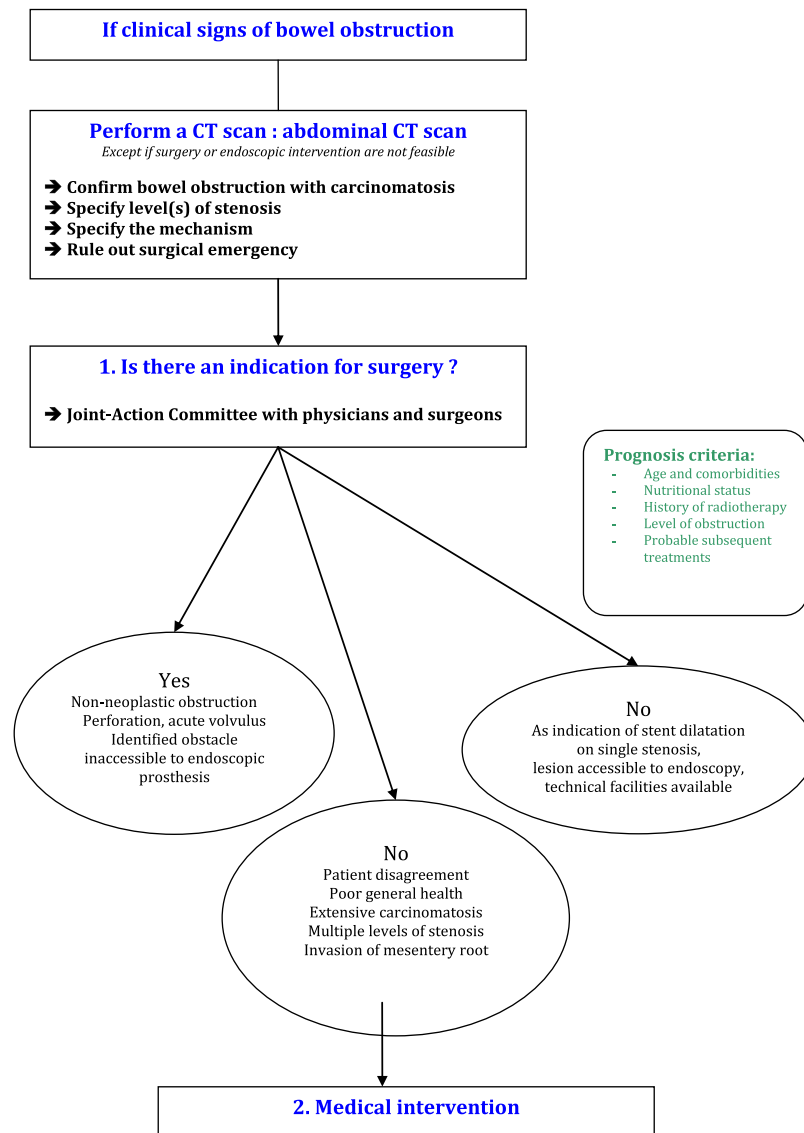 If clinical signs of bowel obstruction
Perform a CT scan : abdominal CT scan
Except if surgery or endoscopic intervention are not feasible
➔ Confirm bowel obstruction with carcinomatosis
➔ Specify level(s) of stenosis
➔ Specify the mechanism
➔ Rule out surgical emergency
1. Is there an indication for surgery ?
➔ Joint-Action Committee with physicians and surgeons
Prognosis criteria:
- Age and comorbidities
- Nutritional status
- History of radiotherapy
- Level of obstruction
- Probable subsequent
treatments
Yes
Non-neoplastic obstruction
Perforation, acute volvulus
Identified obstacle
inaccessible to endoscopic
prosthesis
No
As indication of stent dilatation
on single stenosis,
lesion accessible to endoscopy,
technical facilities available
No
Patient disagreement
Poor general health
Extensive carcinomatosis
Multiple levels of stenosis
Invasion of mesentery root
2. Medical intervention